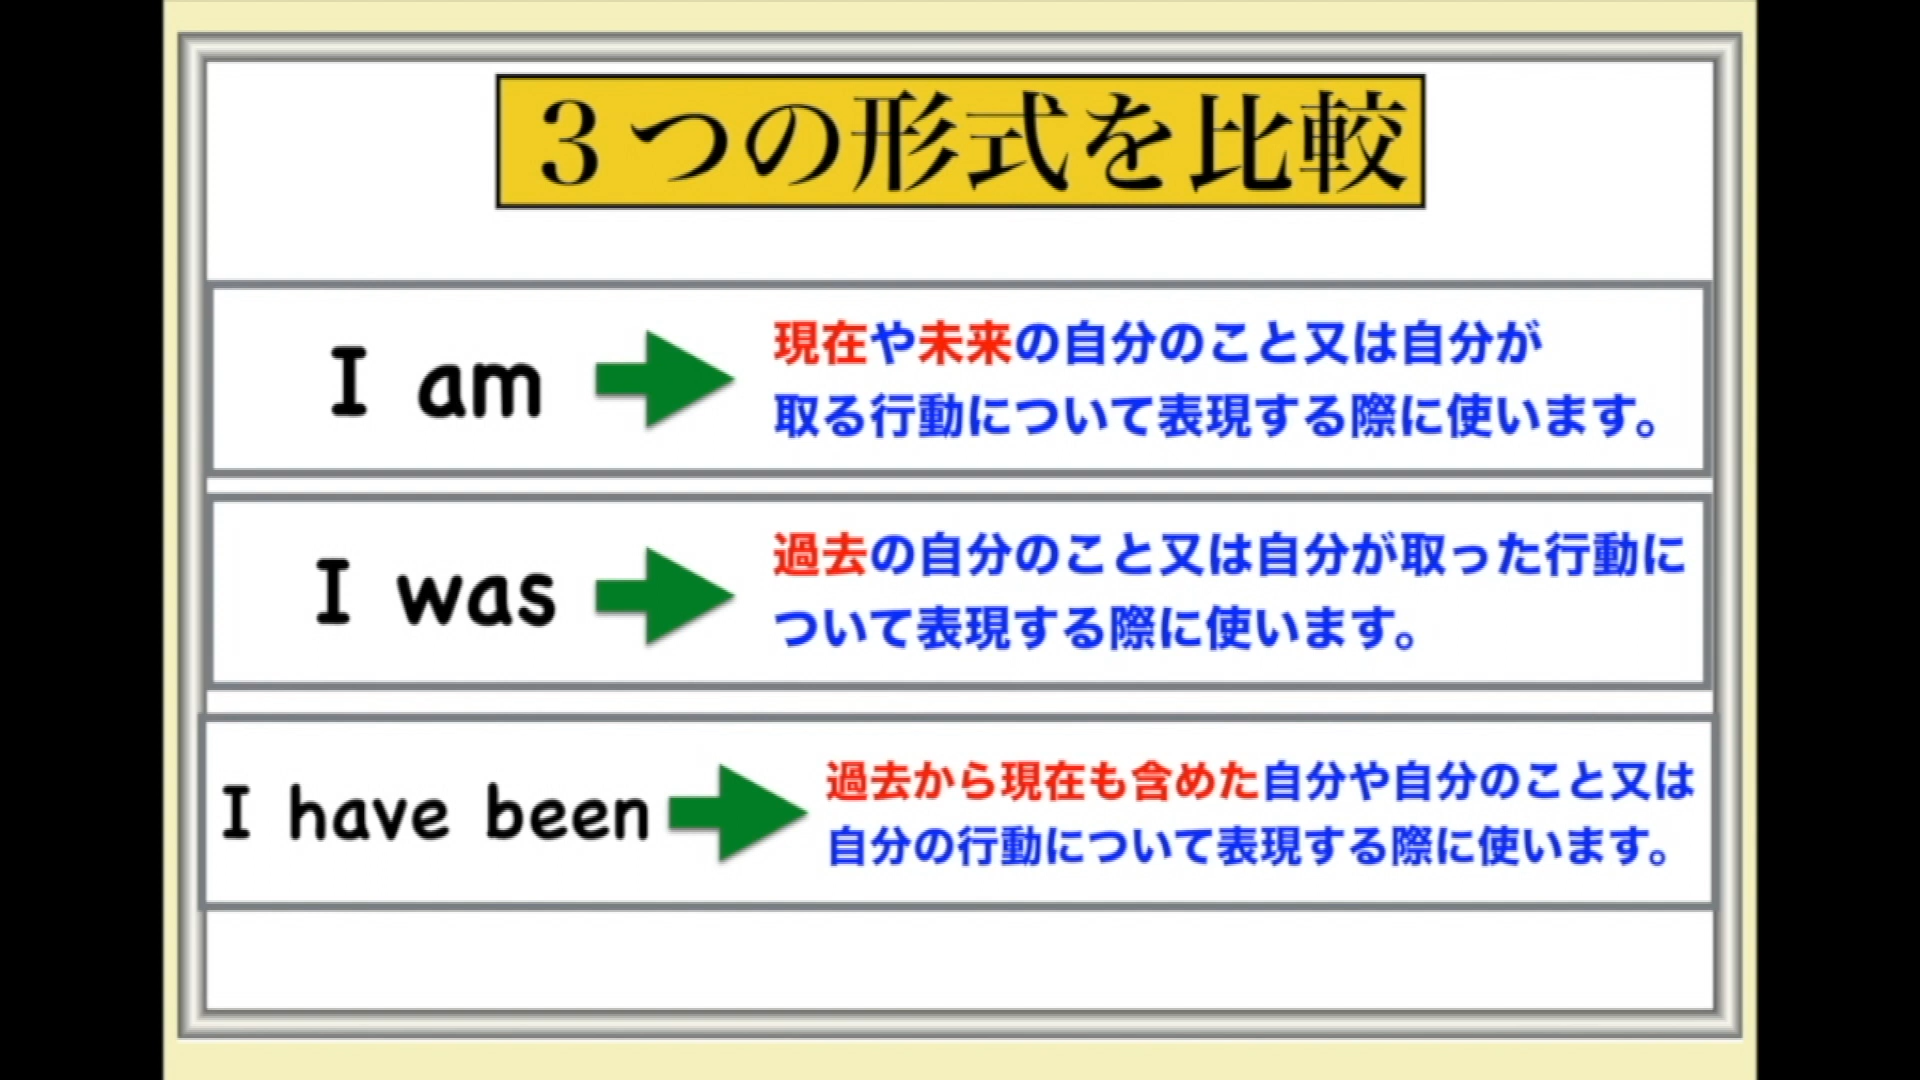 ３つの形式を比較
I am
現在や未来の自分のこと又は自分が
取る行動について表現する際に使います。
I was
過去の自分のこと又は自分が取った行動に
ついて表現する際に使います。
I have been
過去から現在も含めた自分や自分のこと又は
自分の行動について表現する際に使います。